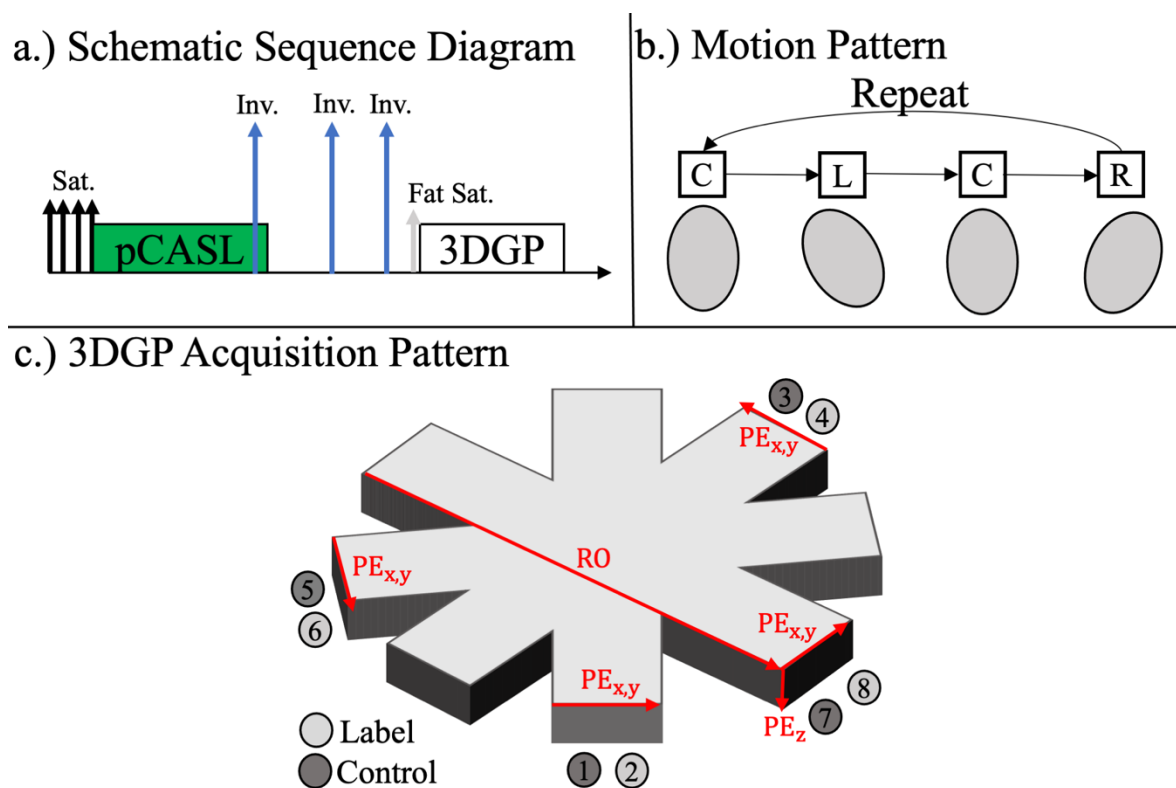 a.) Schematic Sequence Diagram
Inv.
Inv.
Inv.
Sat.
Fat Sat.
pCASL
3DGP
b.) Motion Pattern
Repeat
C
L
C
R
c.) 3DGP Acquisition Pattern
3
4
PEx,y
PEx,y
RO
5
6
PEx,y
PEx,y
8
7
PEz
Label
Control
1
2